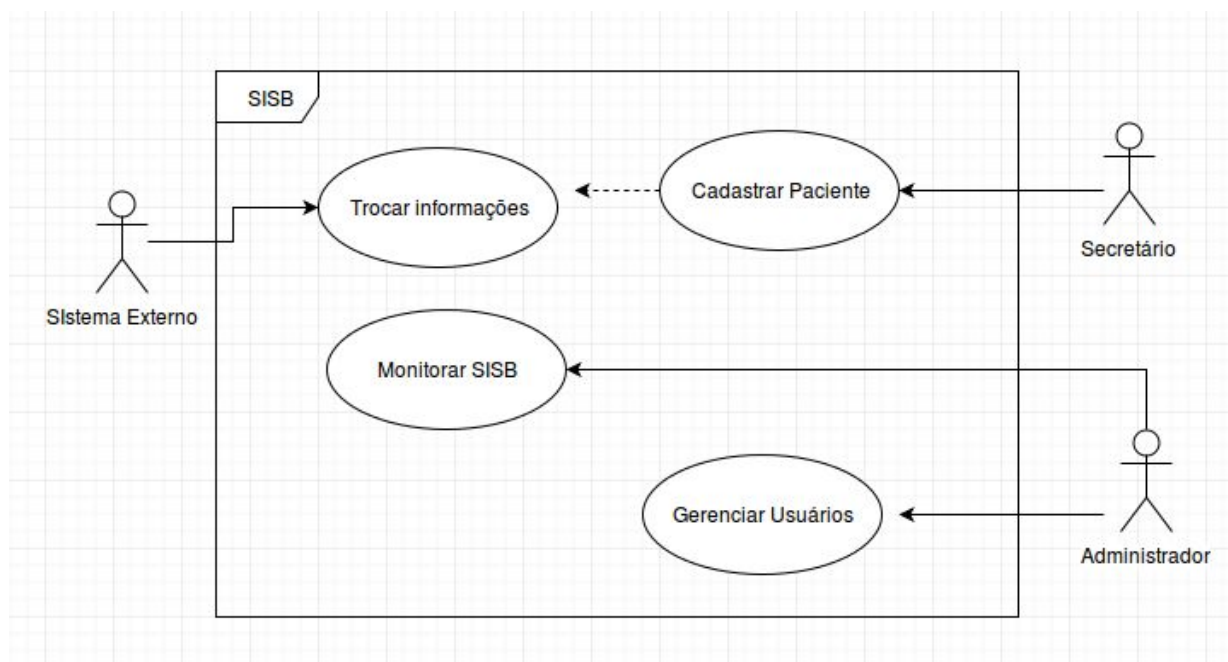 SISB
Trocar informações
Cadastrar Paciente
Secretário
SIstema Externo
Monitorar SISB
Gerenciar Usuários
Administrador